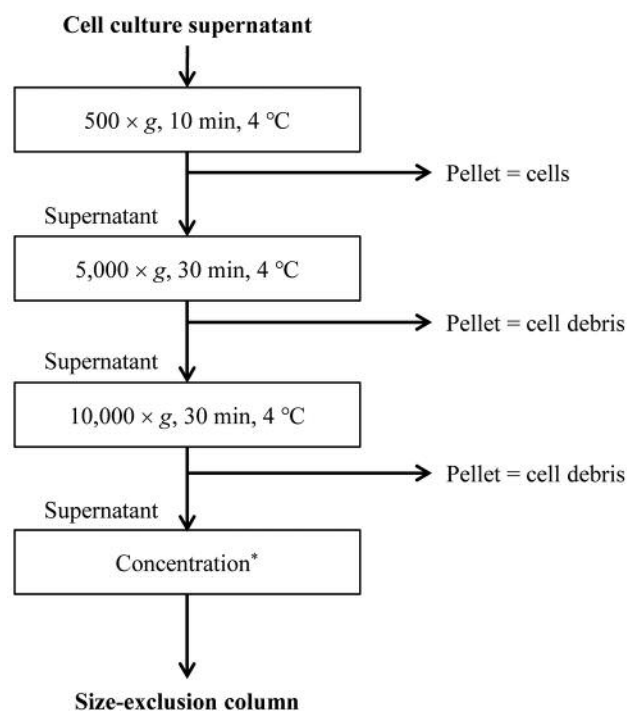 Cell culture supernatant
500 × g, 10 min, 4 °C
Pellet = cells
Supernatant
5,000 × g, 30 min, 4 °C
Pellet = cell debris
Supernatant
10,000 × g, 30 min, 4 °C
Pellet = cell debris
Supernatant
Concentration*
Size-exclusion column